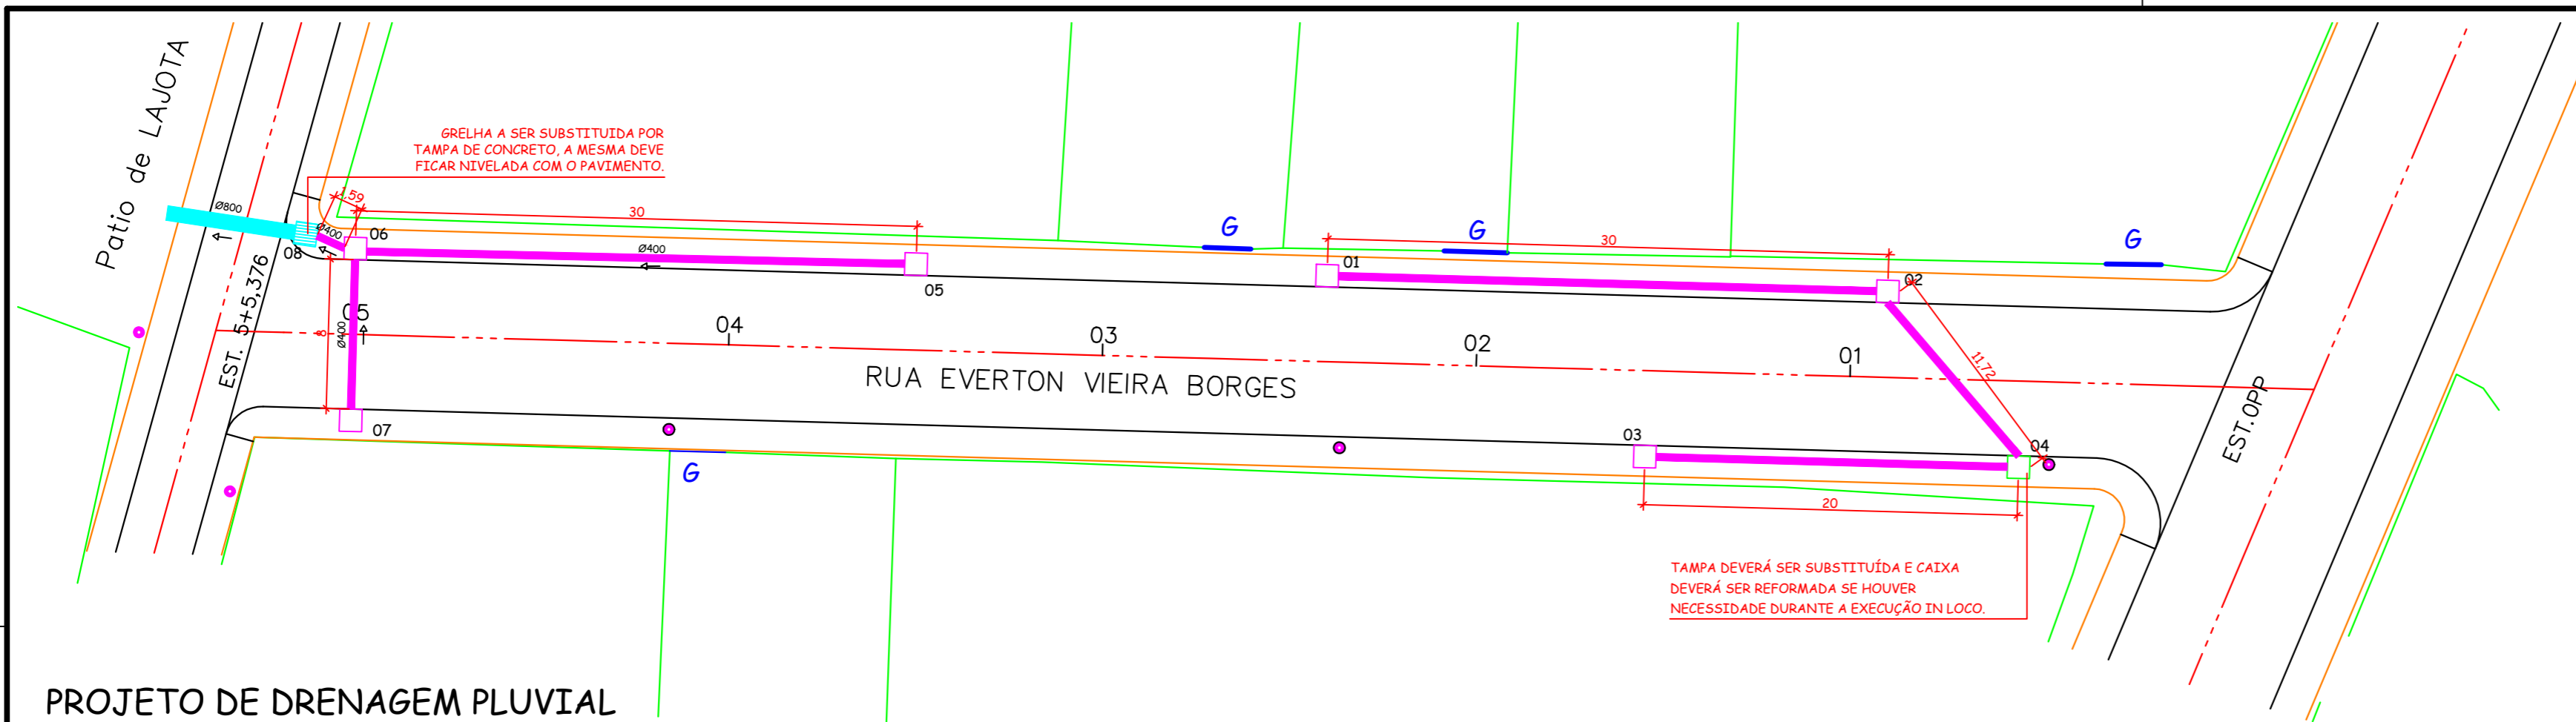 Patio de LAJOTA
GRELHA A SER SUBSTITUIDA POR
TAMPA DE CONCRETO, A MESMA DEVE
FICAR NIVELADA COM O PAVIMENTO.
1,59
30
Ø800
Ø400
06
Ø400
08
05
G
G
G
30
01
02
EST. 5+5,376
05
8
Ø400
04
03
02
01
11,72
RUA EVERTON VIEIRA BORGES
EST.0PP
07
G
03
04
20
TAMPA DEVERÁ SER SUBSTITUÍDA E CAIXA
DEVERÁ SER REFORMADA SE HOUVER
NECESSIDADE DURANTE A EXECUÇÃO IN LOCO.
PROJETO DE DRENAGEM PLUVIAL